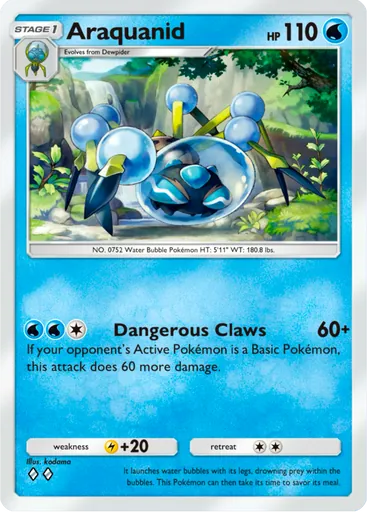 STAGE 1
Araquanid
HP 110
Evolves from Dewpider
NO. 0752 Water Bubble Pokémon HT: 5'11" WT: 180.8 lbs.
Dangerous Claws 60+
If your opponent's Active Pokémon is a Basic Pokémon,
this attack does 60 more damage.
weakness +20 retreat
Illus. kodama
It launches water bubbles with its legs, drowning prey within the
bubbles. This Pokémon can then take its time to savor its meal.